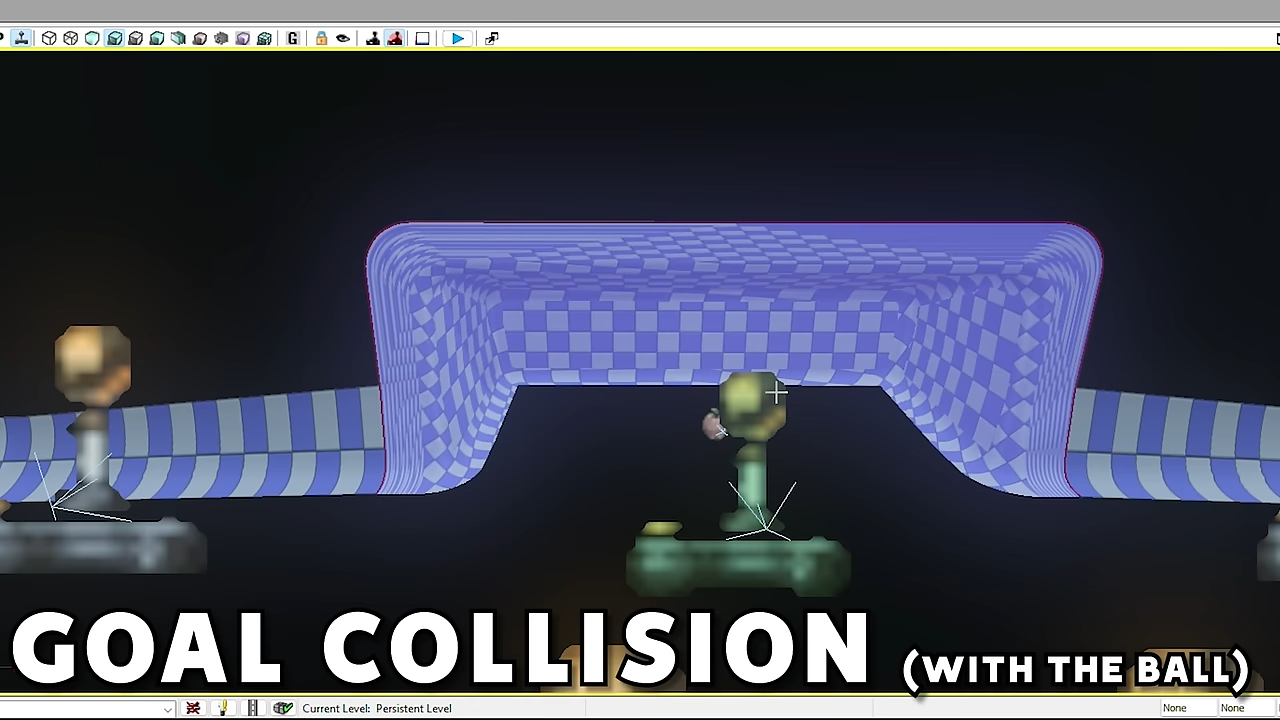 G
GOAL COLLISION (WITH THE BALL)
Current Level: Persistent Level
None
None